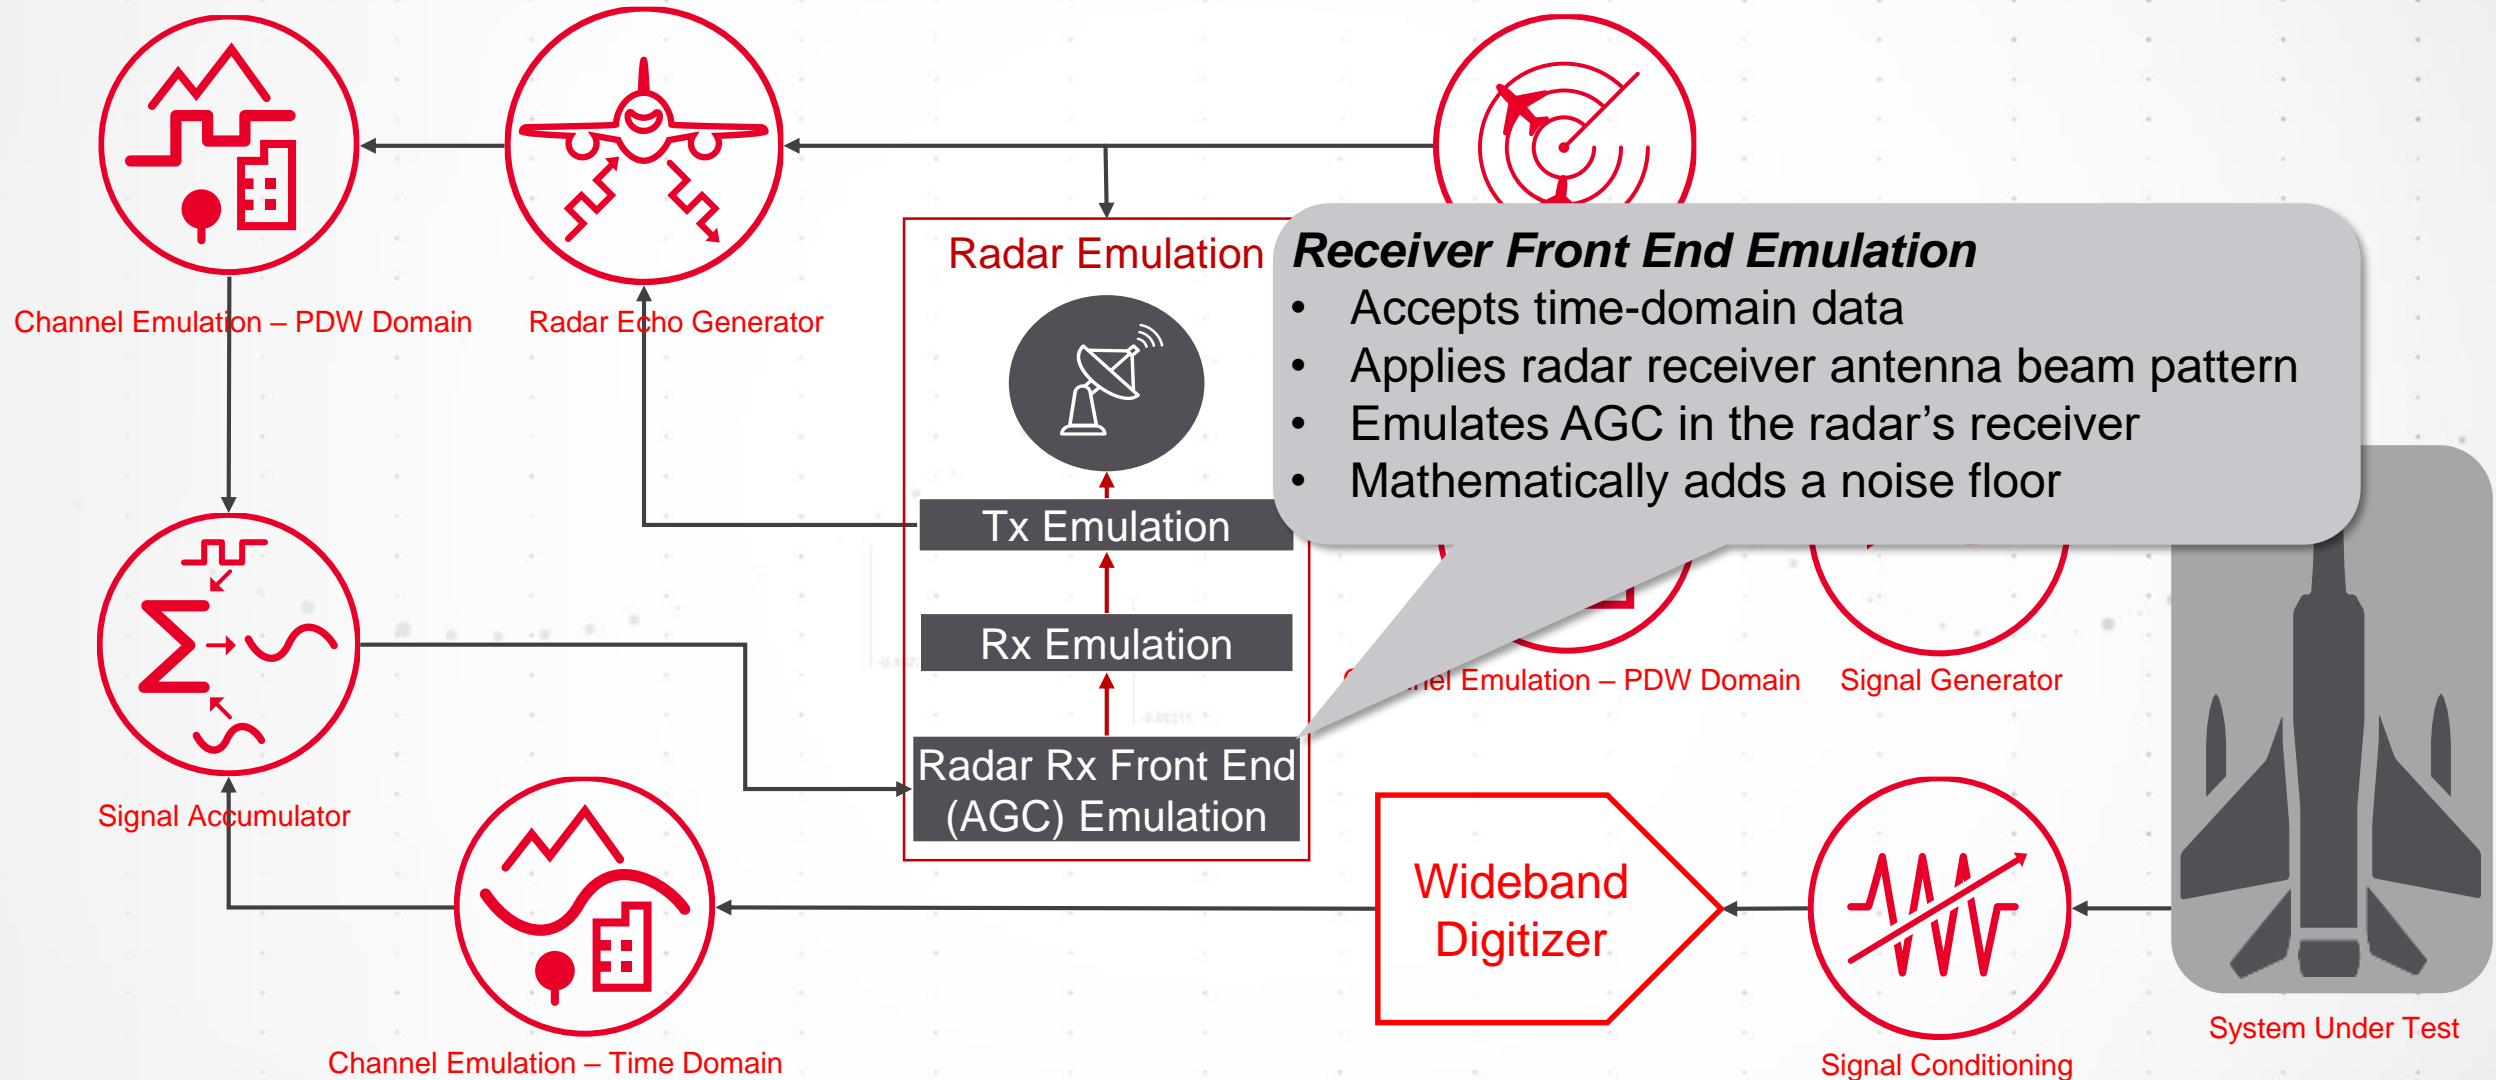 Channel Emulation – PDW Domain
Radar Echo Generator
Radar Emulation
Receiver Front End Emulation
• Accepts time-domain data
• Applies radar receiver antenna beam pattern
• Emulates AGC in the radar’s receiver
• Mathematically adds a noise floor
Tx Emulation
Rx Emulation
Radar Rx Front End
(AGC) Emulation
Emulation – PDW Domain
Signal Generator
Signal Accumulator
Wideband
Digitizer
System Under Test
Channel Emulation – Time Domain
Signal Conditioning